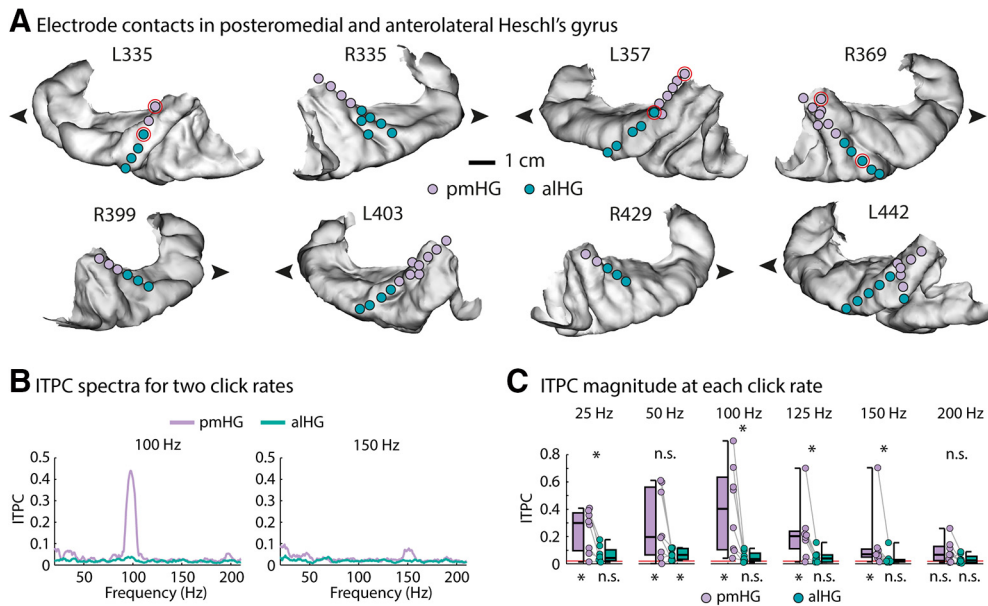 A Electrode contacts in posteromedial and anterolateral Heschl's gyrus
L335 R335 L357 R369
1 cm
pmHG alHG
R399 L403 R429 L442
B ITPC spectra for two click rates
pmHG alHG
100 Hz 150 Hz
0.5 0.5
0.4 0.4
0.3 0.3
0.2 0.2
0.1 0.1
0 0
ITPC
50 100 150 200 50 100 150 200
Frequency (Hz) Frequency (Hz)
C ITPC magnitude at each click rate
25 Hz 50 Hz 100 Hz 125 Hz 150 Hz 200 Hz
* n.s. * * * n.s.
0.8
0.6
0.4
0.2
0
ITPC
* n.s. * * * n.s. * n.s. * n.s. n.s. n.s.
pmHG alHG